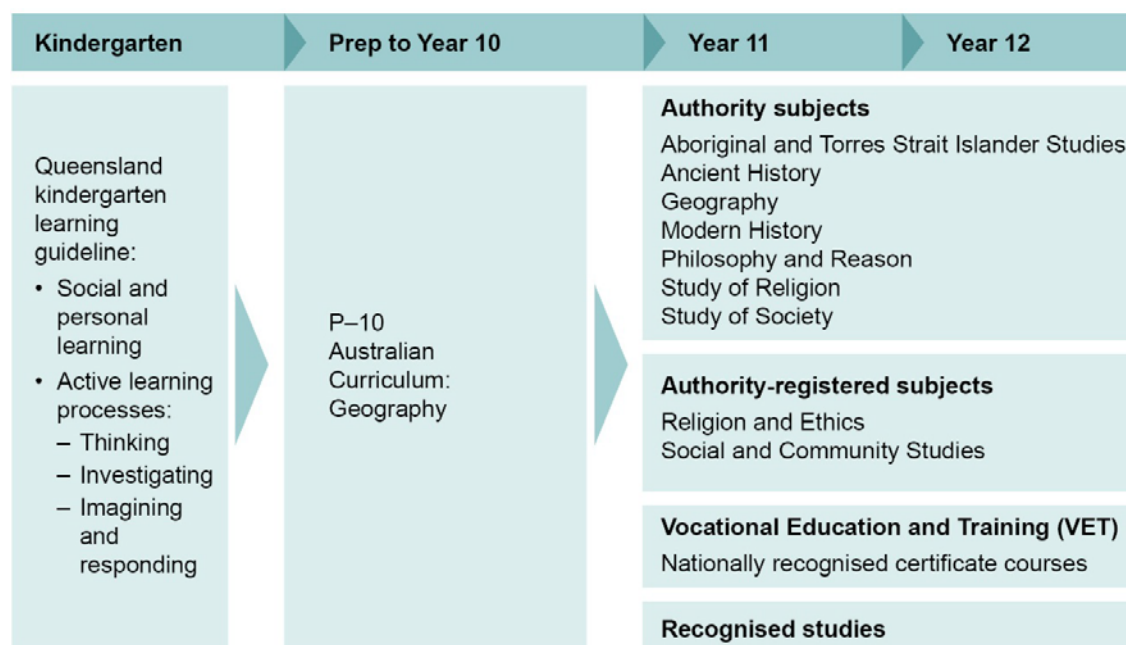 Kindergarten
Prep to Year 10
Year 11
Year 12
Queensland
kindergarten
learning
guideline:
• Social and
personal
learning
• Active learning
processes:
– Thinking
– Investigating
– Imagining
and
responding
P–10
Australian
Curriculum:
Geography
Authority subjects
Aboriginal and Torres Strait Islander Studies
Ancient History
Geography
Modern History
Philosophy and Reason
Study of Religion
Study of Society
Authority-registered subjects
Religion and Ethics
Social and Community Studies
Vocational Education and Training (VET)
Nationally recognised certificate courses
Recognised studies